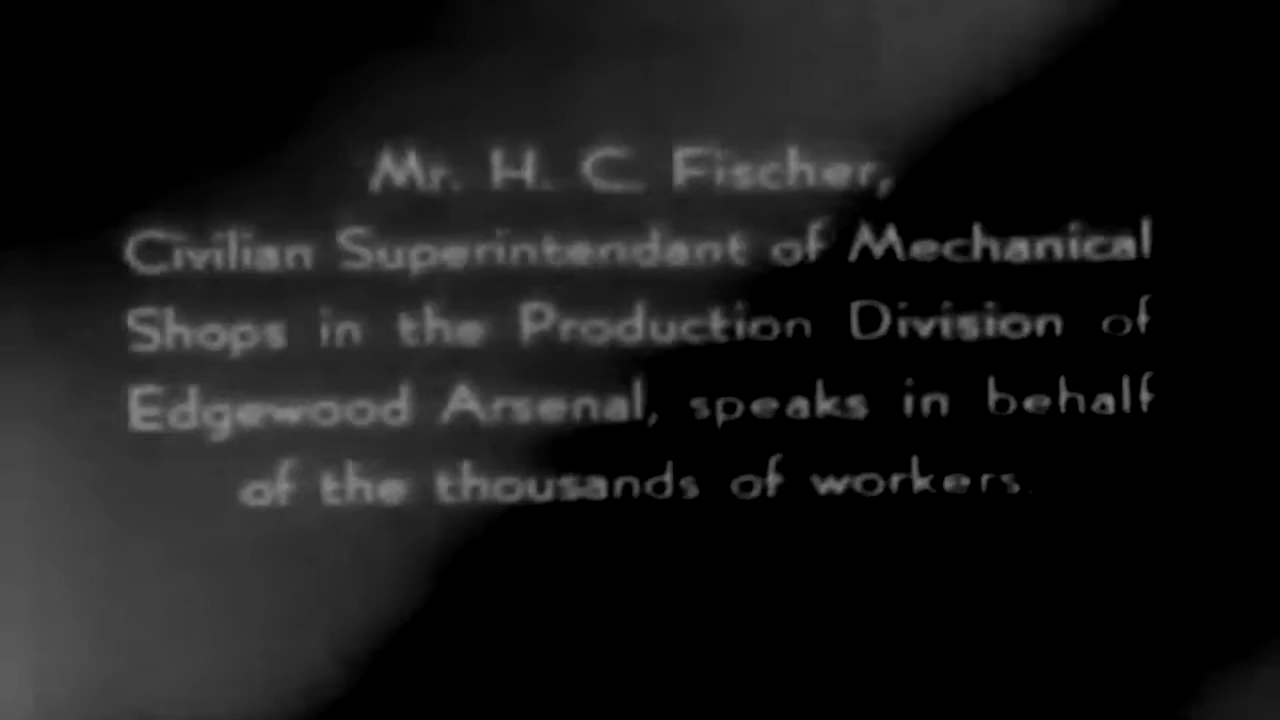 Mr. H. C. Fischer,
Civilian Superintendant of Mechanical
Shops in the Production Division of
Edgewood Arsenal, speaks in behalf
of the thousands of workers.